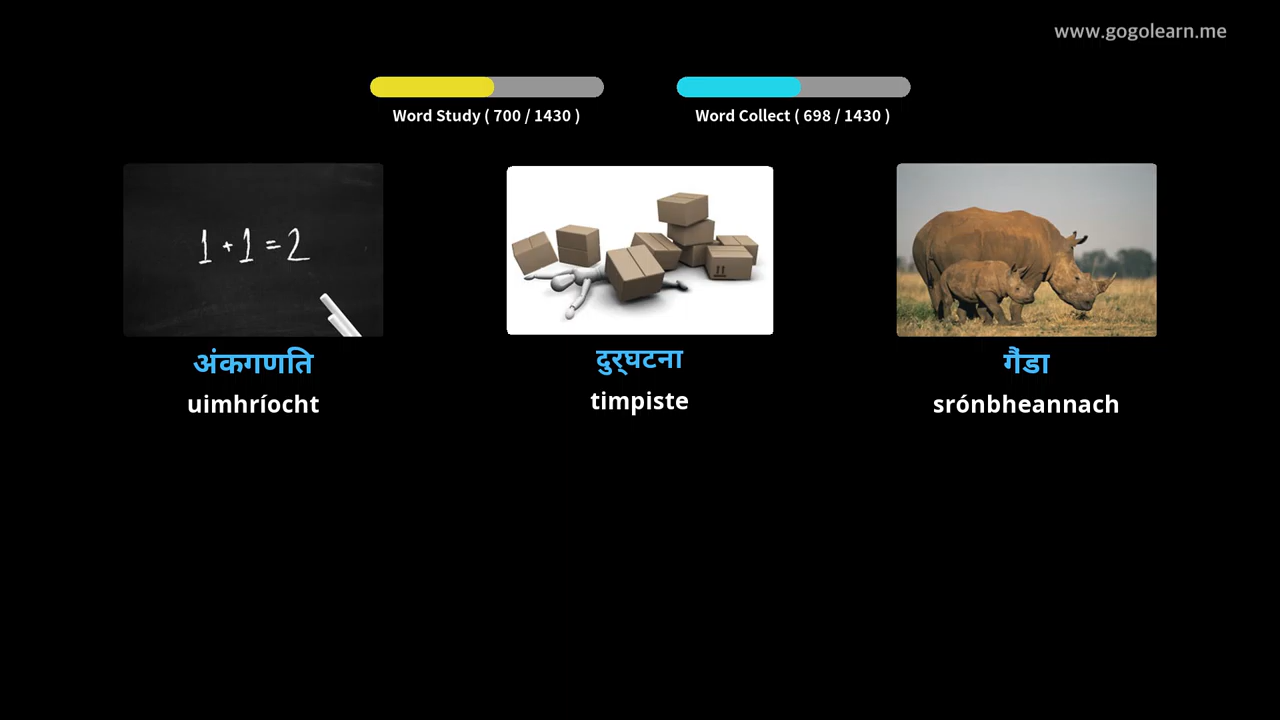 www.gogolearn.me
Word Study ( 700 / 1430 )
Word Collect ( 698 / 1430 )
1 + 1 = 2
अंकगणति
uimhríocht
दुर्घटना
timpiste
गैंडा
srónbheannach